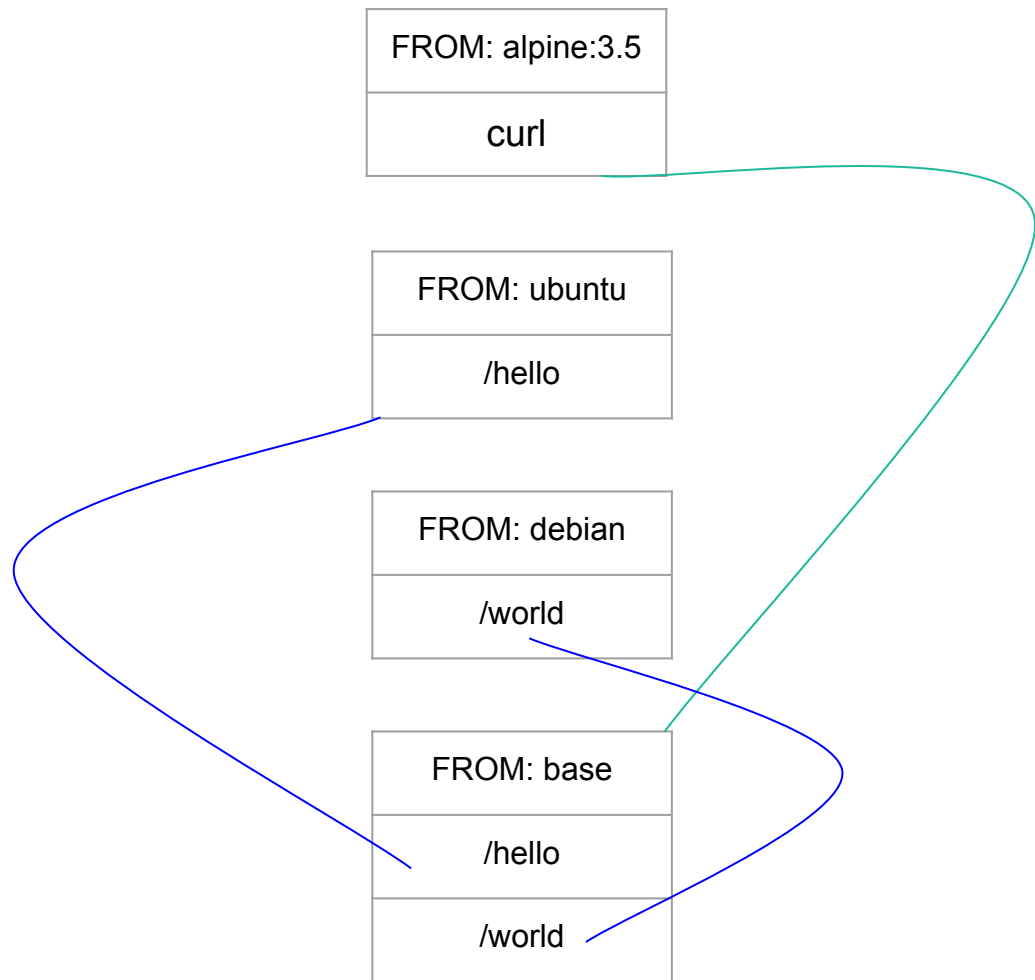 FROM: alpine:3.5
curl
FROM: ubuntu
/hello
FROM: debian
/world
FROM: base
/hello
/world